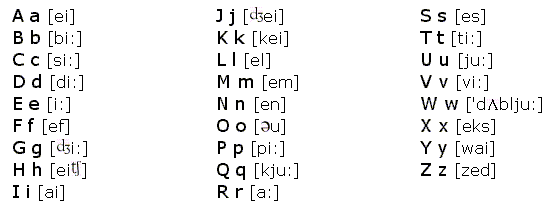 A a [ei]
B b [bi:]
C c [si:]
D d [di:]
E e [i:]
F f [ef]
G g [ʤi:]
H h [eiʧ]
I i [ai]
J j [ʤei]
K k [kei]
L l [el]
M m [em]
N n [en]
O o [əu]
P p [pi:]
Q q [kju:]
R r [a:]
S s [es]
T t [ti:]
U u [ju:]
V v [vi:]
W w ['dʌblju:]
X x [eks]
Y y [wai]
Z z [zed]